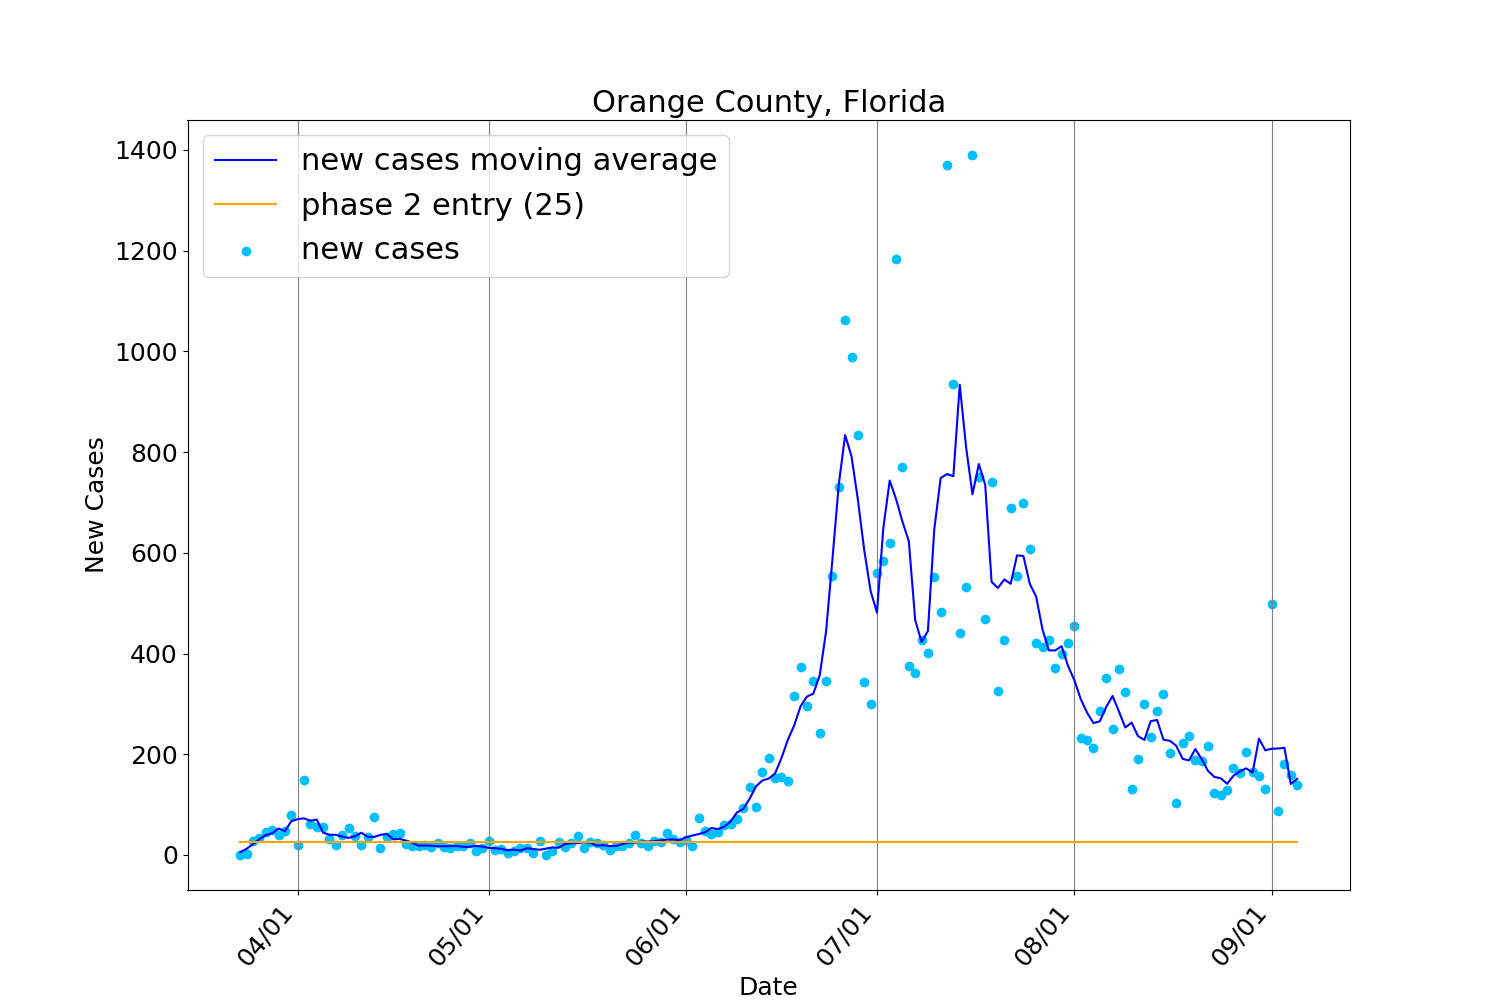 Orange County, Florida
new cases moving average
phase 2 entry (25)
new cases
1400
1200
1000
800
600
400
200
0
New Cases
04/01
05/01
06/01
07/01
08/01
09/01
Date